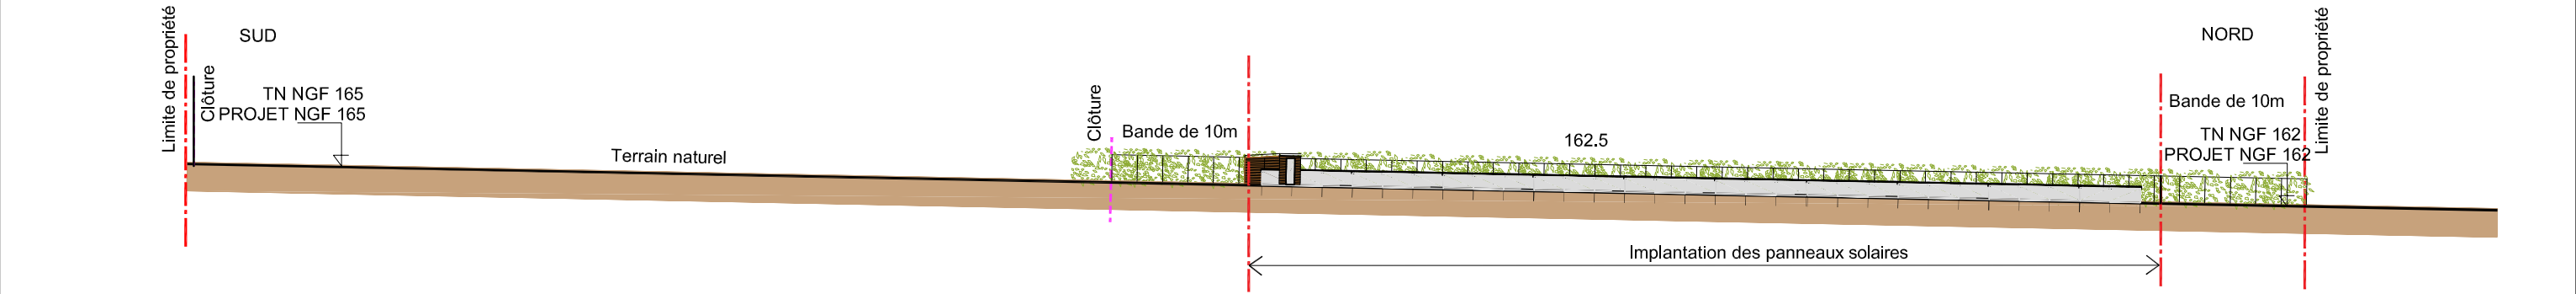 Limite de propriété
SUD
Clôture
TN NGF 165
PROJET NGF 165
Terrain naturel
Clôture
Bande de 10m
162.5
Implantation des panneaux solaires
NORD
Bande de 10m
TN NGF 162
PROJET NGF 162
Limite de propriété